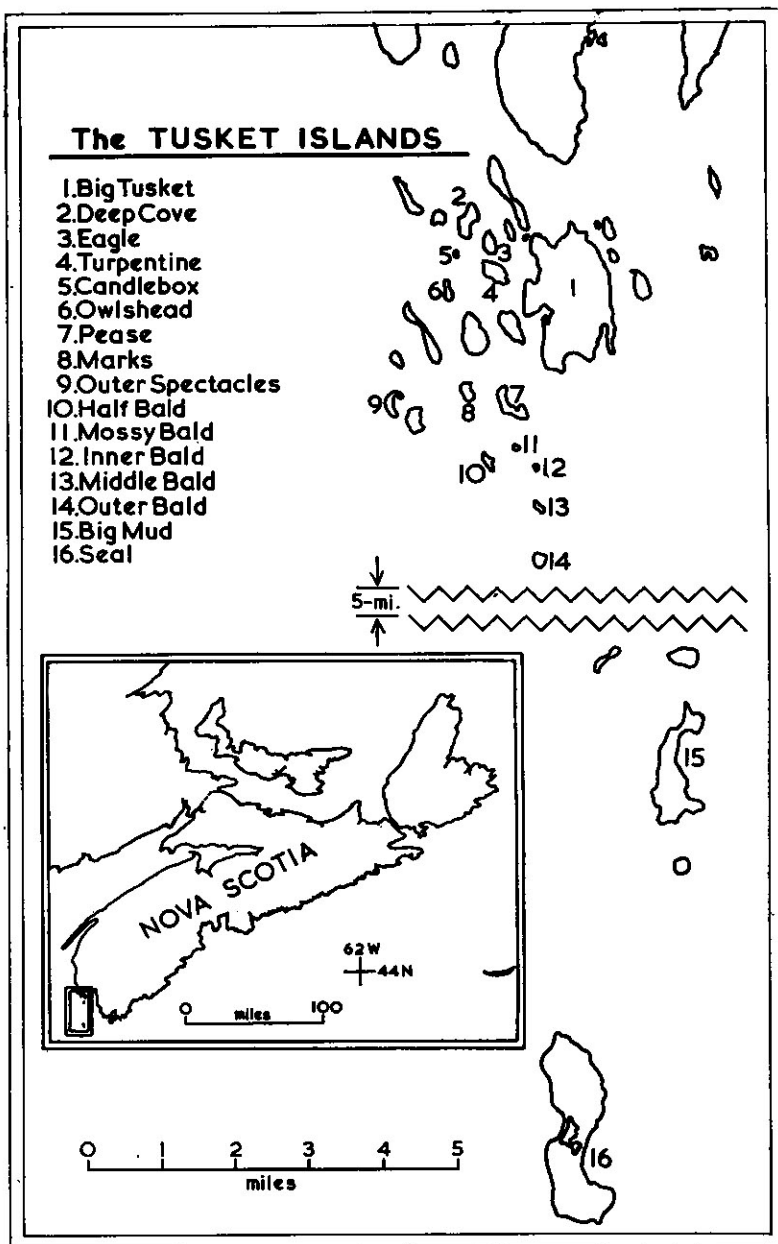 The TUSKET ISLANDS
1.Big Tusket
2.Deep Cove
3.Eagle
4.Turpentine
5.Candlebox
6.Owlshead
7.Pease
8.Marks
9.Outer Spectacles
10.Half Bald
11.Mossy Bald
12.Inner Bald
13.Middle Bald
14.Outer Bald
15.Big Mud
16.Seal
2
5
3
6
4
1
9
8
7
11
10
12
13
14
5-mi.
15
NOVA SCOTIA
62W
44N
0 miles 100
16
0 1 2 3 4 5
miles